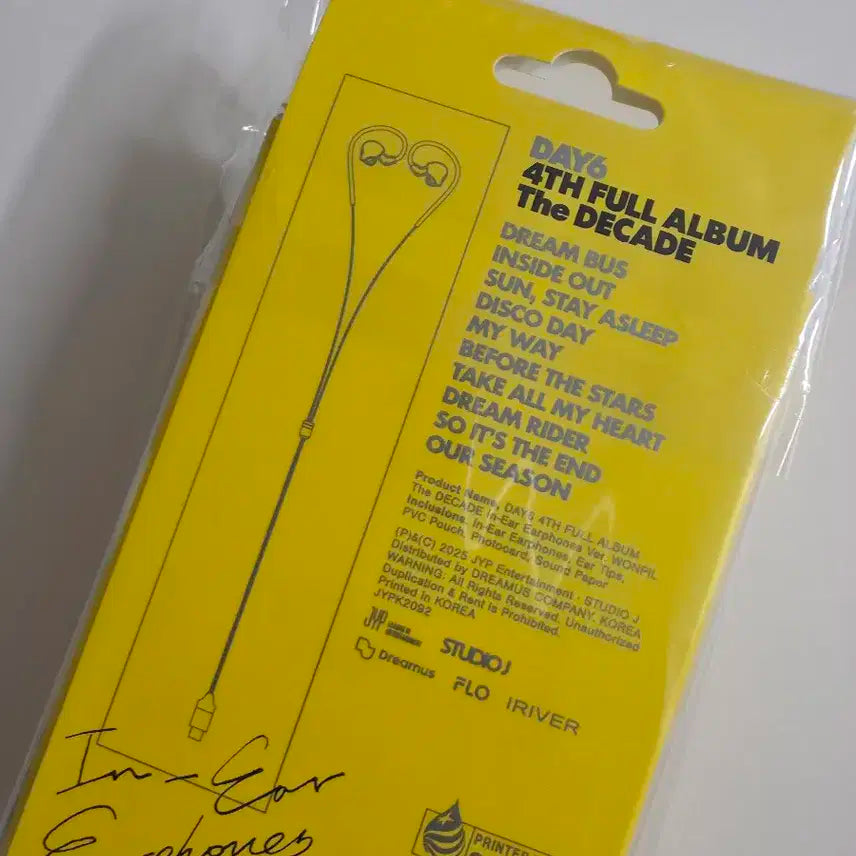 DAY6
4TH FULL ALBUM
The DECADE
DREAM BUS
INSIDE OUT
SUN, STAY ASLEEP
DISCO DAY
MY WAY
BEFORE THE STARS
TAKE ALL MY HEART
DREAM RIDER
SO IT'S THE END
OUR SEASON
Product Name. DAY6 4TH FULL ALBUM
The DECADE In-Ear Earphones Ver. WONPIL
Inclusions. In-Ear Earphones, Ear Tips,
PVC Pouch, Photocard, Sound Paper
(P)&(C) 2025 JYP Entertainment · STUDIO J
Distributed by DREAMUS COMPANY. KOREA
WARNING: All Rights Reserved. Unauthorized
Duplication & Rent is Prohibited.
Printed in KOREA
JYPK2092
JYP
STUDIO J
Dreamus
FLO
IRIVER
In-Ear
Earphones
PRINTED